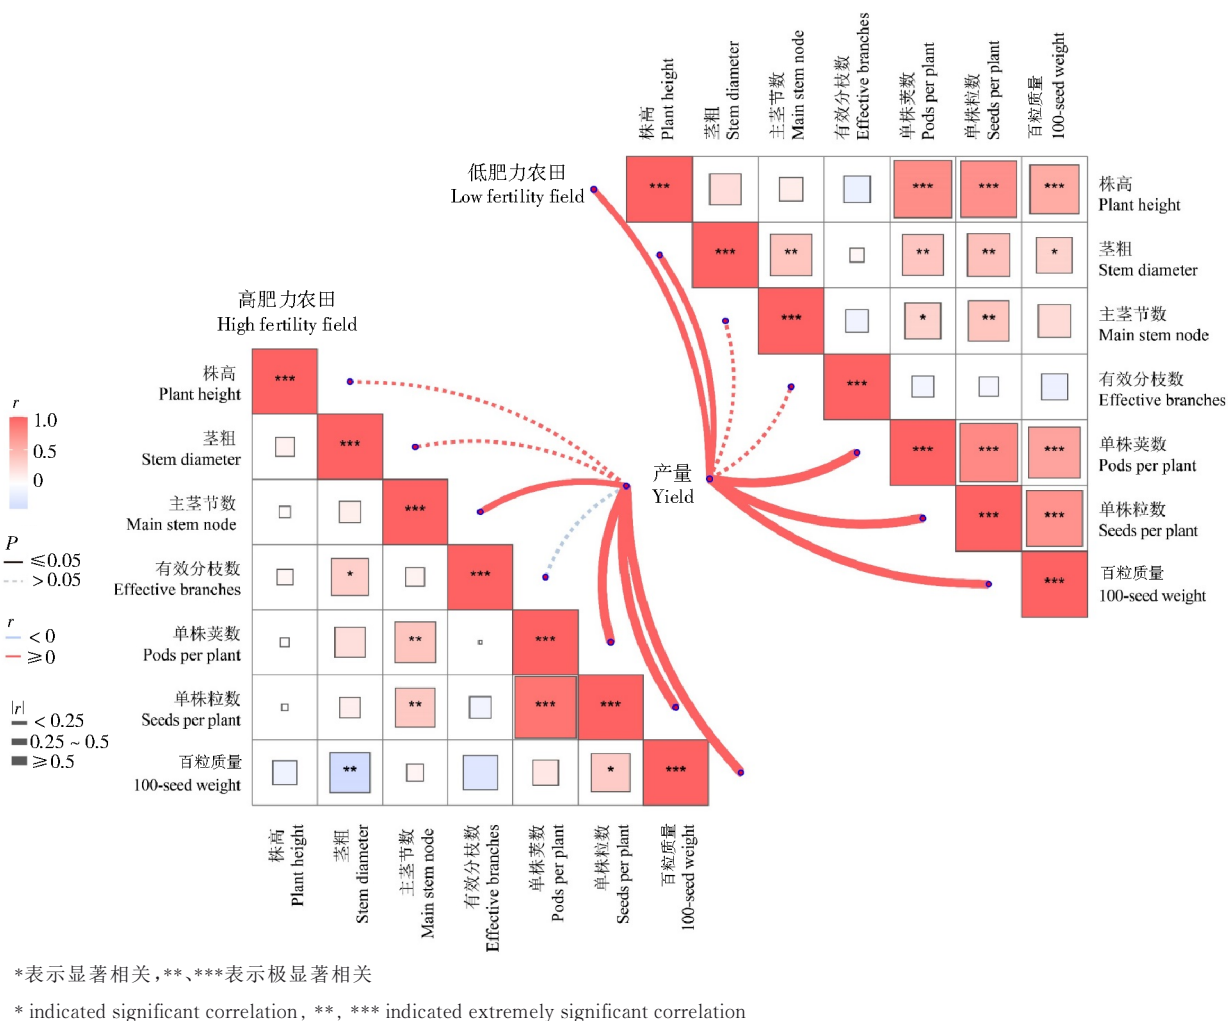 株高
Plant height
茎粗
Stem diameter
主茎节数
Main stem node
有效分枝数
Effective branches
单株荚数
Pods per plant
单株粒数
Seeds per plant
百粒质量
100-seed weight
低肥力农田
Low fertility field
*** *** *** ***
株高
Plant height
*** ** ** ** *
茎粗
Stem diameter
*** * **
主茎节数
Main stem node
***
有效分枝数
Effective branches
*** *** ***
单株荚数
Pods per plant
*** ***
单株粒数
Seeds per plant
***
百粒质量
100-seed weight
产量
Yield
高肥力农田
High fertility field
株高
Plant height
***
茎粗
Stem diameter
***
主茎节数
Main stem node
***
有效分枝数
Effective branches
* ***
单株荚数
Pods per plant
** ***
单株粒数
Seeds per plant
** *** ***
百粒质量
100-seed weight
** * ***
株高
Plant height
茎粗
Stem diameter
主茎节数
Main stem node
有效分枝数
Effective branches
单株荚数
Pods per plant
单株粒数
Seeds per plant
百粒质量
100-seed weight
r
1.0
0.5
0
P
≤0.05
>0.05
r
<0
≥0
|r|
<0.25
0.25~0.5
≥0.5
*表示显著相关,**、***表示极显著相关
* indicated significant correlation, **, *** indicated extremely significant correlation